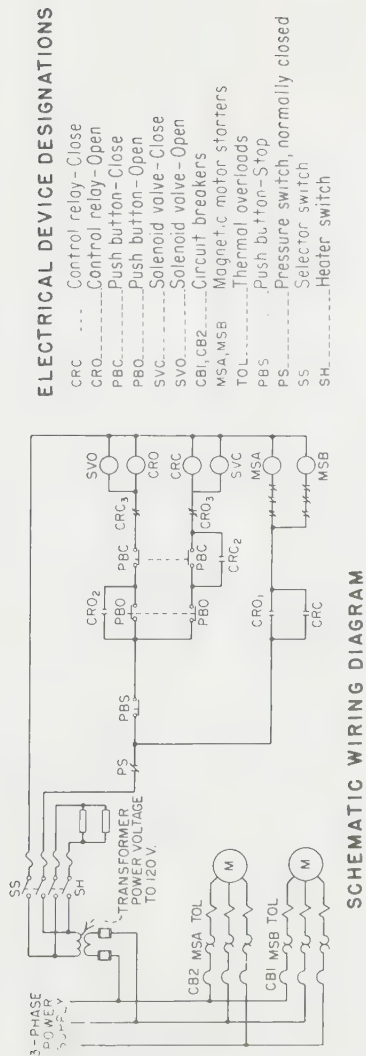 ELECTRICAL DEVICE DESIGNATIONS
CRC --- Control relay-Close
CRO Control relay-Open
PBC Push button-Close
PBO Push button-Open
SVC Solenoid valve-Close
SVO Solenoid valve-Open
CB1, CB2 Circuit breakers
MSA, MSB Magnetic motor starters
TOL Thermal overloads
PBS Push button-Stop
PS Pressure switch, normally closed
SS Selector switch
SH Heater switch
3-PHASE
POWER
SS
SH
TRANSFORMER
POWER VOLTAGE
TO 120V.
PS
PBS
CRO2
PBO
PBC
CRC3
SVO
CRO
PBO
PBC
CRO3
CRC
CRC2
SVC
CRO1
CRC
MSA
MSB
CB2 MSA TOL
M
CB1 MSB TOL
M
SCHEMATIC WIRING DIAGRAM